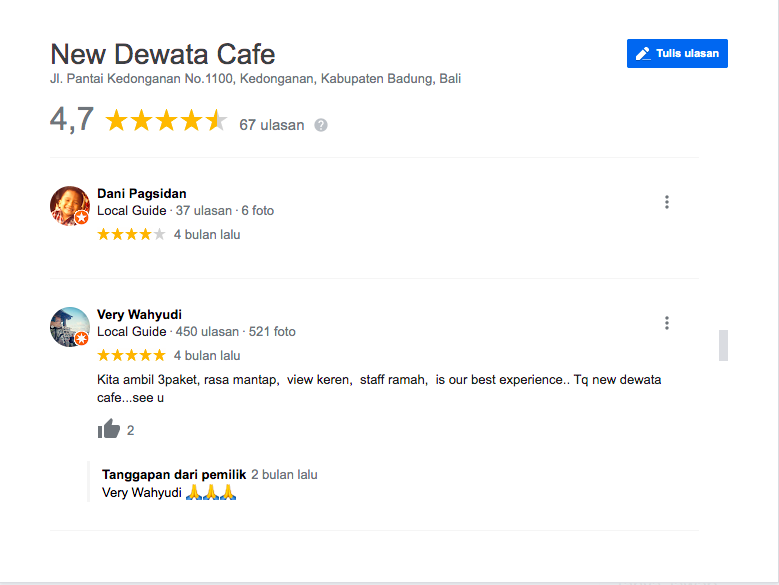 New Dewata Cafe
Jl. Pantai Kedonganan No.1100, Kedonganan, Kabupaten Badung, Bali
Tulis ulasan
4,7 67 ulasan ?
Dani Pagsidan
Local Guide · 37 ulasan · 6 foto
4 bulan lalu
Very Wahyudi
Local Guide · 450 ulasan · 521 foto
4 bulan lalu
Kita ambil 3paket, rasa mantap,  view keren,  staff ramah,  is our best experience.. Tq new dewata
cafe...see u
2
Tanggapan dari pemilik 2 bulan lalu
Very Wahyudi 🙏🙏🙏